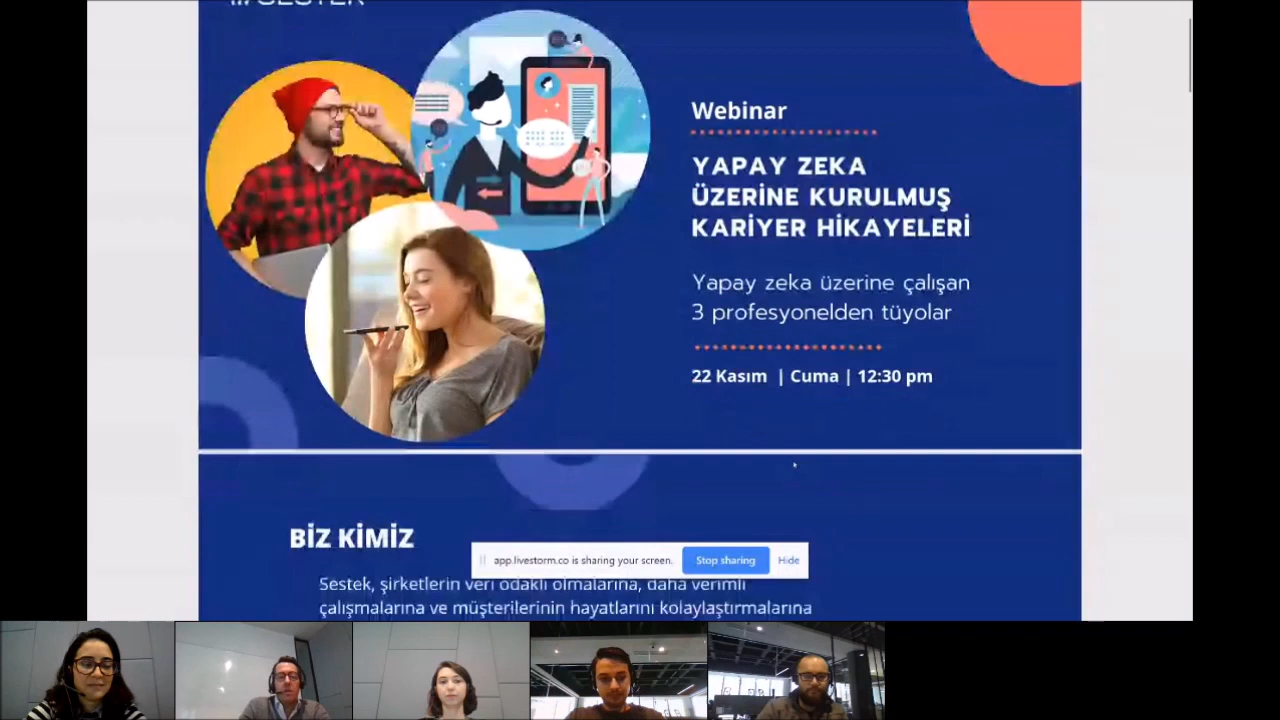 SESTEK
Webinar
YAPAY ZEKA
ÜZERİNE KURULMUŞ
KARİYER HİKAYELERİ
Yapay zeka üzerine çalışan
3 profesyonelden tüyolar
22 Kasım | Cuma | 12:30 pm
BİZ KİMİZ
app.livestorm.co is sharing your screen.
Stop sharing
Hide
Sestek, şirketlerin veri odaklı olmalarına, daha verimli
çalışmalarına ve müşterilerinin hayatlarını kolaylaştırmalarına